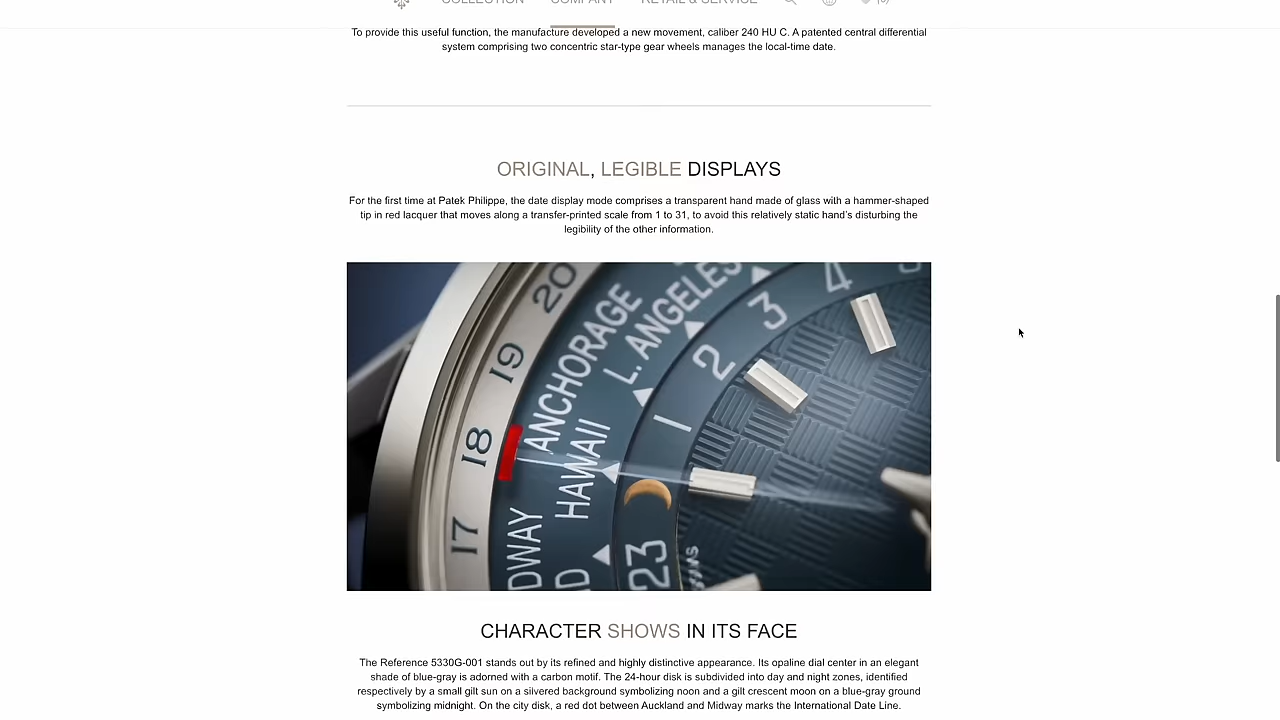 COLLECTION COMPANY RETAIL & SERVICE (0)
To provide this useful function, the manufacture developed a new movement, caliber 240 HU C. A patented central differential
system comprising two concentric star-type gear wheels manages the local-time date.
ORIGINAL, LEGIBLE DISPLAYS
For the first time at Patek Philippe, the date display mode comprises a transparent hand made of glass with a hammer-shaped
tip in red lacquer that moves along a transfer-printed scale from 1 to 31, to avoid this relatively static hand's disturbing the
legibility of the other information.
20
19
18
17
ANCHORAGE
L. ANGELES
HAWAII
DWAY
D
4
3
2
1
23
SWISS
CHARACTER SHOWS IN ITS FACE
The Reference 5330G-001 stands out by its refined and highly distinctive appearance. Its opaline dial center in an elegant
shade of blue-gray is adorned with a carbon motif. The 24-hour disk is subdivided into day and night zones, identified
respectively by a small gilt sun on a silvered background symbolizing noon and a gilt crescent moon on a blue-gray ground
symbolizing midnight. On the city disk, a red dot between Auckland and Midway marks the International Date Line.